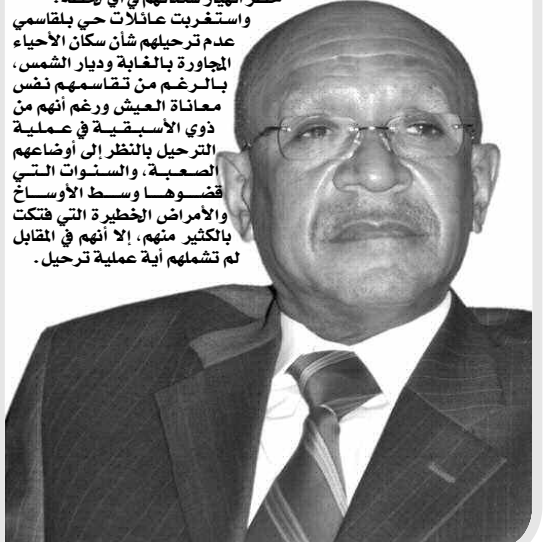 واستغربت عائلات حي بلقاسمي
عدم ترحيلهم شأن سكان الأحياء
المجاورة بالغابة وديار الشمس،
بالرغم من تقاسمهم نفس
معاناة العيش ورغم أنهم من
ذوي الأسبقية في عملية
الترحيل بالنظر إلى أوضاعهم
الصعبة، والسنوات التي
قضوها وسط الأوساخ
والأمراض الخطيرة التي فتكت
بالكثير منهم، إلا أنهم في المقابل
لم تشملهم أية عملية ترحيل.